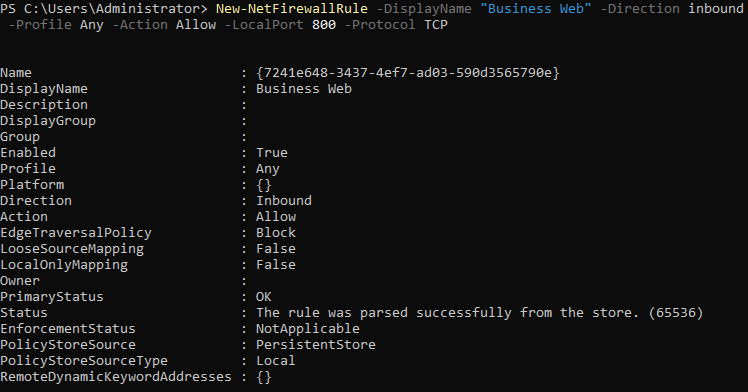 PS C:\Users\Administrator> New-NetFirewallRule -DisplayName "Business Web" -Direction inbound
-Profile Any -Action Allow -LocalPort 800 -Protocol TCP
Name : {7241e648-3437-4ef7-ad03-590d3565790e}
DisplayName : Business Web
Description :
DisplayGroup :
Group :
Enabled : True
Profile : Any
Platform : {}
Direction : Inbound
Action : Allow
EdgeTraversalPolicy : Block
LooseSourceMapping : False
LocalOnlyMapping : False
Owner :
PrimaryStatus : OK
Status : The rule was parsed successfully from the store. (65536)
EnforcementStatus : NotApplicable
PolicyStoreSource : PersistentStore
PolicyStoreSourceType : Local
RemoteDynamicKeywordAddresses : {}